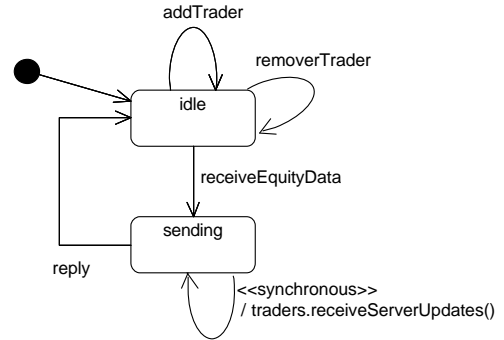 addTrader
removerTrader
idle
receiveEquityData
sending
reply
<<synchronous>>
/ traders.receiveServerUpdates()